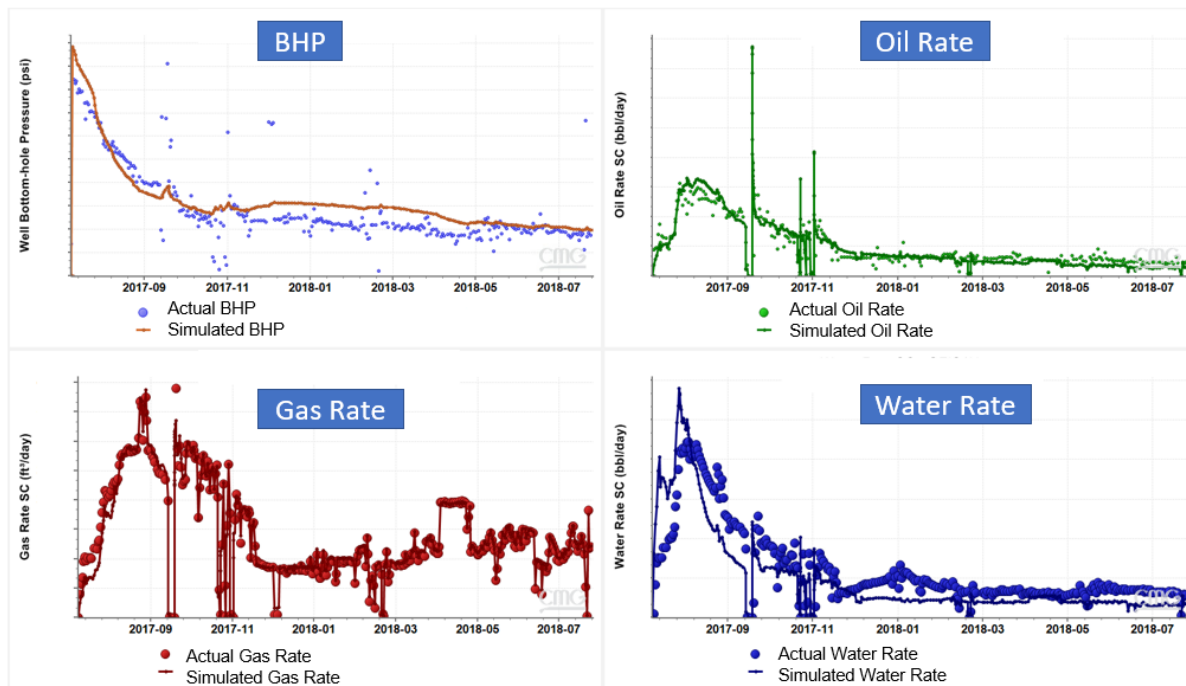 BHP
Well Bottom-hole Pressure (psi)
2017-09 2017-11 2018-01 2018-03 2018-05 2018-07
CMG
Actual BHP
Simulated BHP
Oil Rate
Oil Rate SC (bbl/day)
2017-09 2017-11 2018-01 2018-03 2018-05 2018-07
CMG
Actual Oil Rate
Simulated Oil Rate
Gas Rate
Gas Rate SC (ft³/day)
2017-09 2017-11 2018-01 2018-03 2018-05 2018-07
CMG
Actual Gas Rate
Simulated Gas Rate
Water Rate
Water Rate SC (bbl/day)
2017-09 2017-11 2018-01 2018-03 2018-05 2018-07
CMG
Actual Water Rate
Simulated Water Rate